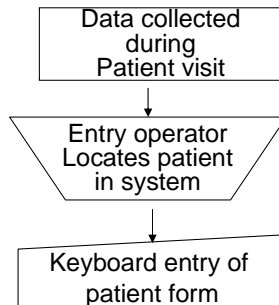 Data collected
during
Patient visit
Entry operator
Locates patient
in system
Keyboard entry of
patient form